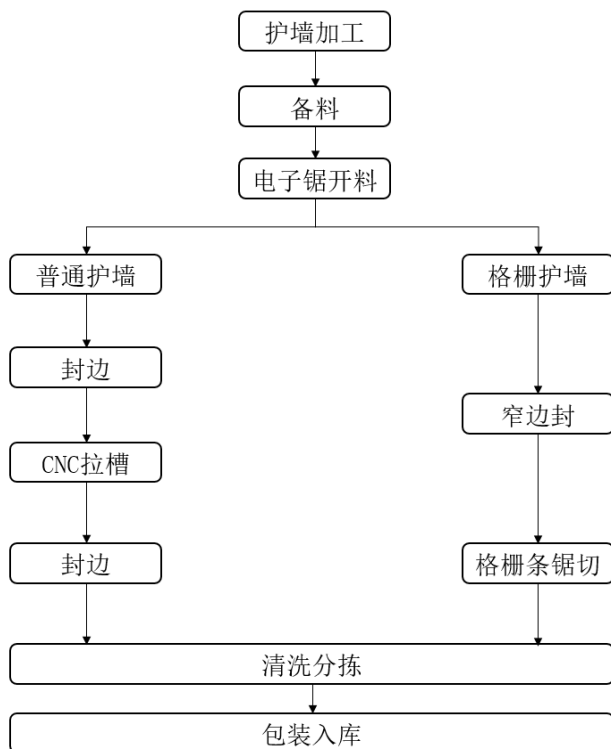 护墙加工
备料
电子锯开料
普通护墙
格栅护墙
封边
窄边封
CNC拉槽
封边
格栅条锯切
清洗分拣
包装入库